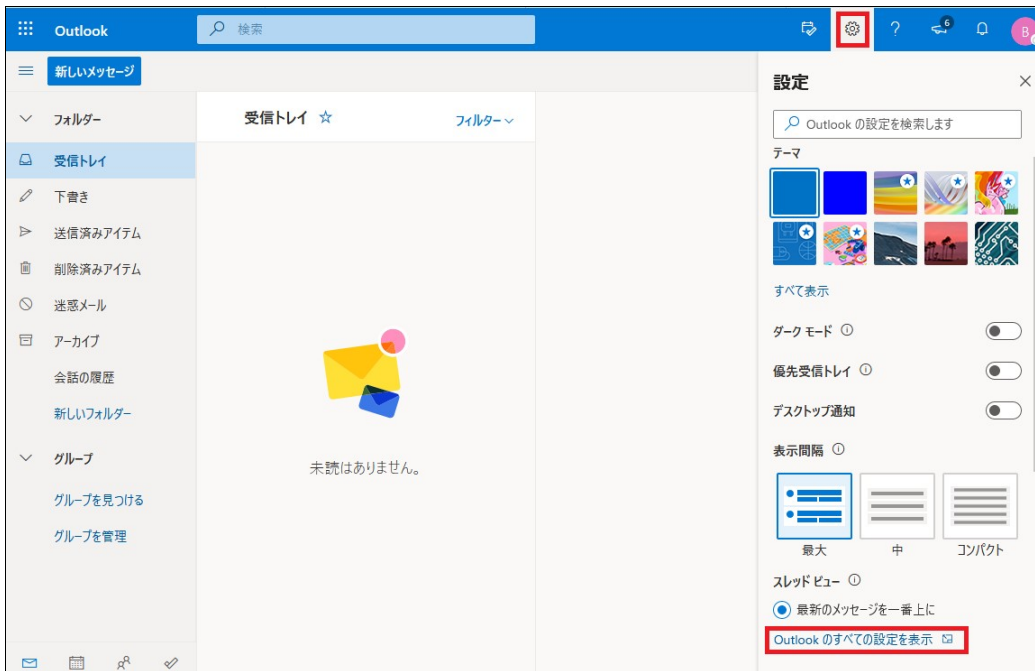 Outlook
検索
?
6
B
新しいメッセージ
フォルダー
受信トレイ
下書き
送信済みアイテム
削除済みアイテム
迷惑メール
アーカイブ
会話の履歴
新しいフォルダー
グループ
グループを見つける
グループを管理
受信トレイ
フィルター
未読はありません。
設定
Outlook の設定を検索します
テーマ
すべて表示
ダーク モード
優先受信トレイ
デスクトップ通知
表示間隔
最大 中 コンパクト
スレッド ビュー
最新のメッセージを一番上に
Outlook のすべての設定を表示